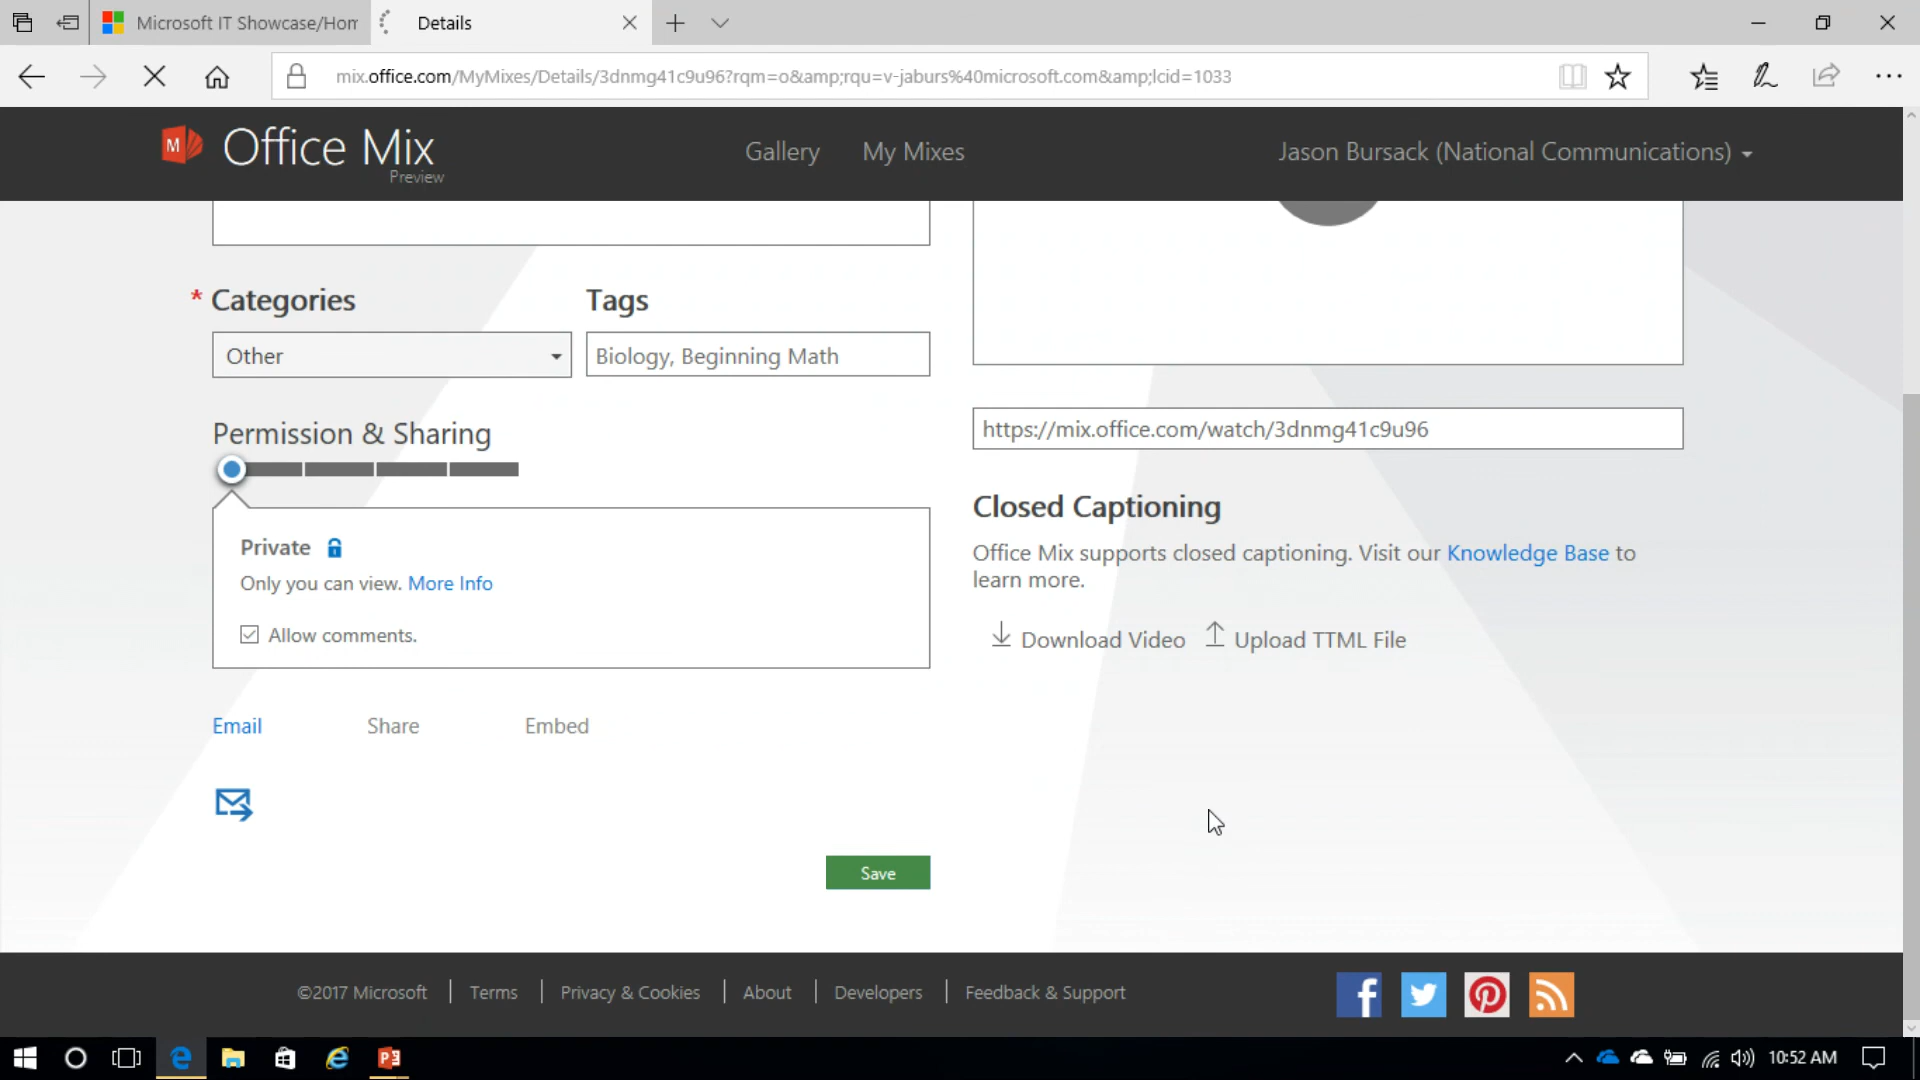 Microsoft IT Showcase/Hom
Details
mix.office.com/MyMixes/Details/3dnmg41c9u96?rqm=o&amp;rqu=v-jaburs%40microsoft.com&amp;lcid=1033
M
Office Mix
Preview
Gallery
My Mixes
Jason Bursack (National Communications)
* Categories
Tags
Other
Biology, Beginning Math
Permission & Sharing
https://mix.office.com/watch/3dnmg41c9u96
Private
Only you can view. More Info
Allow comments.
Closed Captioning
Office Mix supports closed captioning. Visit our Knowledge Base to
learn more.
Download Video
Upload TTML File
Email
Share
Embed
Save
©2017 Microsoft
Terms
Privacy & Cookies
About
Developers
Feedback & Support
10:52 AM